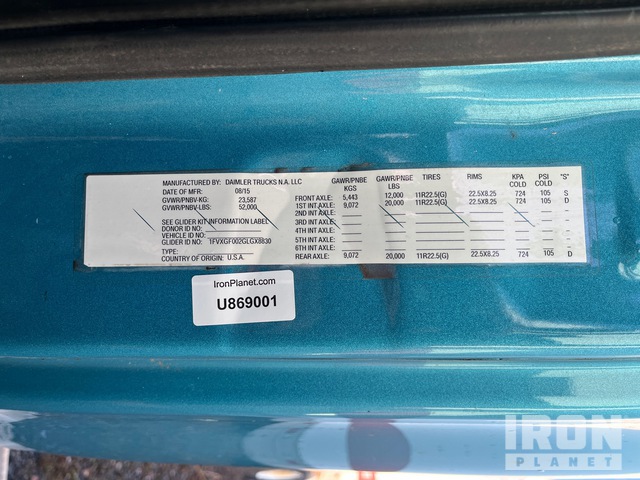 MANUFACTURED BY: DAIMLER TRUCKS N.A. LLC
DATE OF MFR: 08/15
GVWR/PNBV-KG: 23,587
GVWR/PNBV-LBS: 52,000
SEE GLIDER KIT INFORMATION LABEL
DONOR ID NO:
VEHICLE ID NO:
GLIDER ID NO: 1FVXGF002GLGX8830
TYPE:
COUNTRY OF ORIGIN: U.S.A.
GAWR/PNBE KGS GAWR/PNBE LBS TIRES RIMS KPA COLD PSI COLD "S"
FRONT AXLE: 5,443 12,000 11R22.5(G) 22.5X8.25 724 105 S
1ST INT AXLE: 9,072 20,000 11R22.5(G) 22.5X8.25 724 105 D
2ND INT AXLE:
3RD INT AXLE:
4TH INT AXLE:
5TH INT AXLE:
6TH INT AXLE:
REAR AXLE: 9,072 20,000 11R22.5(G) 22.5X8.25 724 105 D
IronPlanet.com
U869001
IRON
PLANET